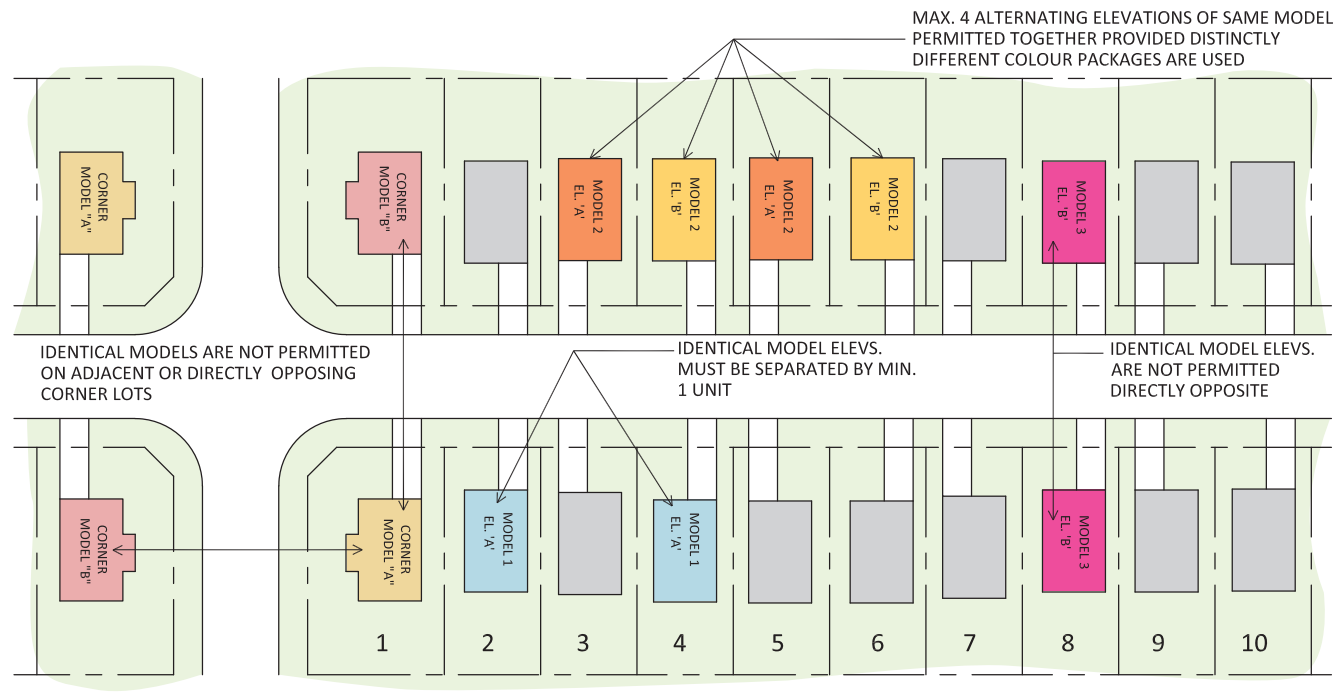 MAX. 4 ALTERNATING ELEVATIONS OF SAME MODEL
PERMITTED TOGETHER PROVIDED DISTINCTLY
DIFFERENT COLOUR PACKAGES ARE USED
CORNER
MODEL "A"
CORNER
MODEL "B"
MODEL 2
EL. 'A'
MODEL 2
EL. 'B'
MODEL 2
EL. 'A'
MODEL 2
EL. 'B'
MODEL 3
EL. 'B'
IDENTICAL MODELS ARE NOT PERMITTED
ON ADJACENT OR DIRECTLY OPPOSING
CORNER LOTS
IDENTICAL MODEL ELEVS.
MUST BE SEPARATED BY MIN.
1 UNIT
IDENTICAL MODEL ELEVS.
ARE NOT PERMITTED
DIRECTLY OPPOSITE
CORNER
MODEL "B"
CORNER
MODEL "A"
MODEL 1
EL. 'A'
MODEL 1
EL. 'A'
MODEL 3
EL. 'B'
1 2 3 4 5 6 7 8 9 10